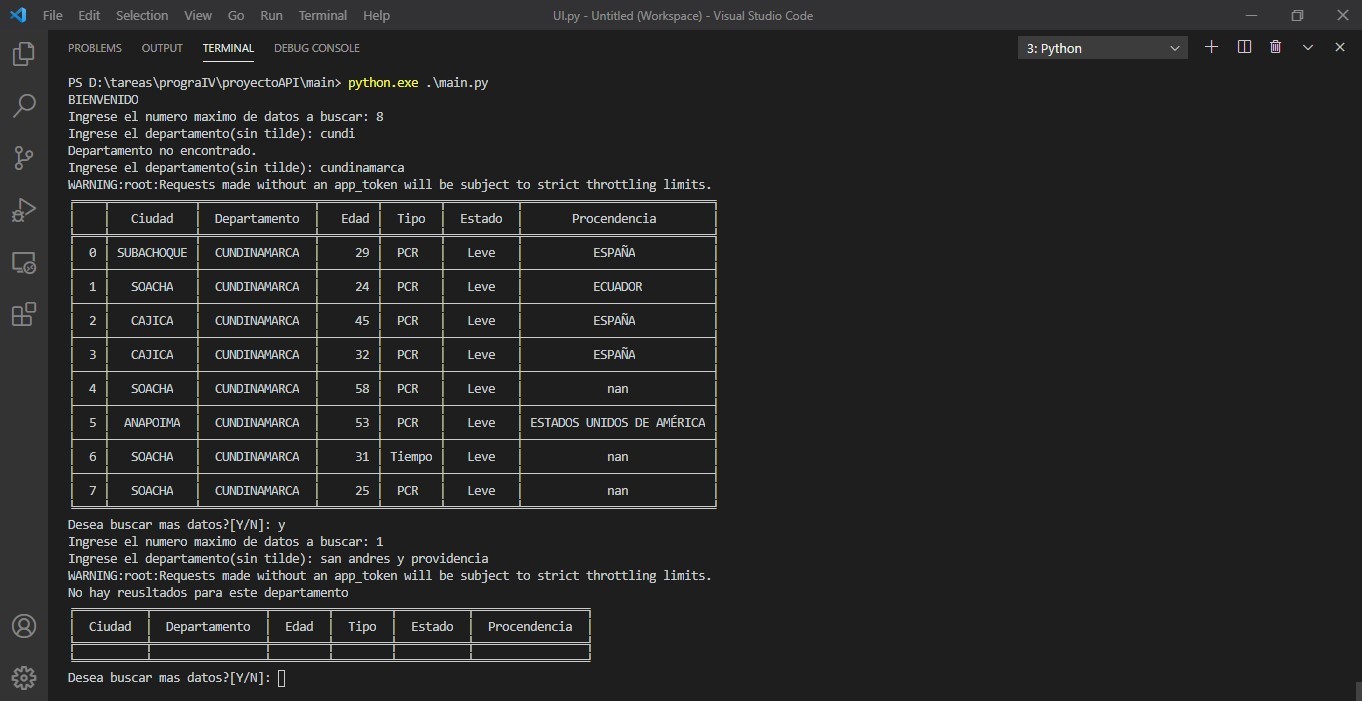 File Edit Selection View Go Run Terminal Help UI.py - Untitled (Workspace) - Visual Studio Code
PROBLEMS OUTPUT TERMINAL DEBUG CONSOLE 3: Python
PS D:\tareas\prograIV\proyectoAPI\main> python.exe .\main.py
BIENVENIDO
Ingrese el numero maximo de datos a buscar: 8
Ingrese el departamento(sin tilde): cundi
Departamento no encontrado.
Ingrese el departamento(sin tilde): cundinamarca
WARNING:root:Requests made without an app_token will be subject to strict throttling limits.
Ciudad Departamento Edad Tipo Estado Procendencia
0 SUBACHOQUE CUNDINAMARCA 29 PCR Leve ESPAÑA
1 SOACHA CUNDINAMARCA 24 PCR Leve ECUADOR
2 CAJICA CUNDINAMARCA 45 PCR Leve ESPAÑA
3 CAJICA CUNDINAMARCA 32 PCR Leve ESPAÑA
4 SOACHA CUNDINAMARCA 58 PCR Leve nan
5 ANAPOIMA CUNDINAMARCA 53 PCR Leve ESTADOS UNIDOS DE AMÉRICA
6 SOACHA CUNDINAMARCA 31 Tiempo Leve nan
7 SOACHA CUNDINAMARCA 25 PCR Leve nan
Desea buscar mas datos?[Y/N]: y
Ingrese el numero maximo de datos a buscar: 1
Ingrese el departamento(sin tilde): san andres y providencia
WARNING:root:Requests made without an app_token will be subject to strict throttling limits.
No hay reusltados para este departamento
Ciudad Departamento Edad Tipo Estado Procendencia
Desea buscar mas datos?[Y/N]: